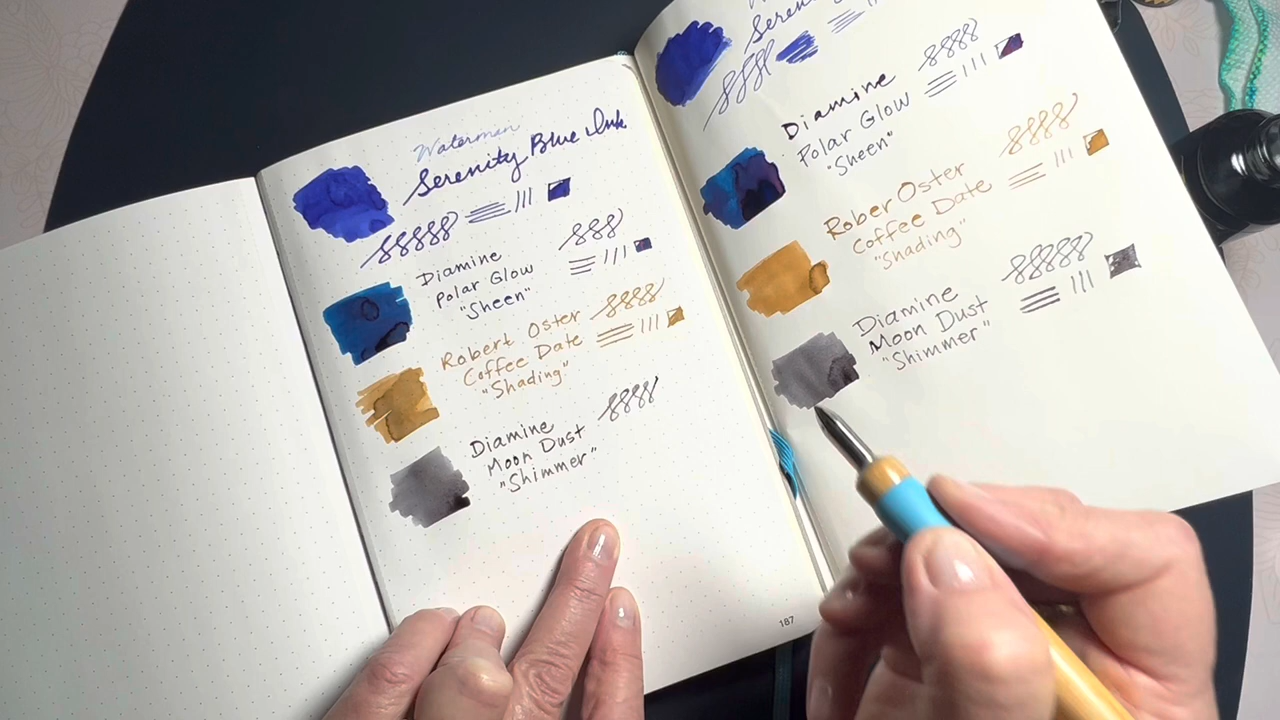 Waterman
Serenity Blue Ink
Diamine
Polar Glow
"Sheen"
Robert Oster
Coffee Date
"Shading"
Diamine
Moon Dust
"Shimmer"
187
Diamine
Polar Glow
"Sheen"
Rober Oster
Coffee Date
"Shading"
Diamine
Moon Dust
"Shimmer"